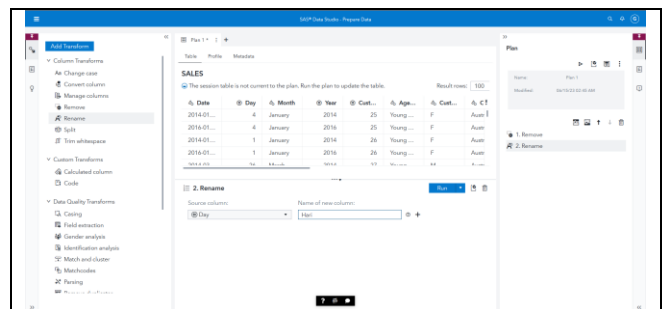 SAS® Data Studio - Prepare Data
Add Transform
Column Transforms
Change case
Convert column
Manage columns
Remove
Rename
Split
Trim whitespace
Custom Transforms
Calculated column
Code
Data Quality Transforms
Casing
Field extraction
Gender analysis
Identification analysis
Match and cluster
Matchcodes
Parsing
Plan 1 *
Table Profile Metadata
SALES
The session table is not current to the plan. Run the plan to update the table.
Result rows: 100
Date Day Month Year Cust... Age... Cust...
2014-01... 4 January 2014 25 Young ... F
2016-01... 4 January 2016 25 Young ... F
2014-01... 1 January 2014 26 Young ... F
2016-01... 1 January 2016 26 Young ... F
2. Rename
Run
Source column: Name of new column:
Day Hari
Plan
Name: Plan 1
Modified:
1. Remove
2. Rename